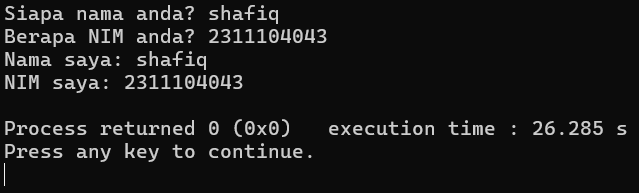 Siapa nama anda? shafiq
Berapa NIM anda? 2311104043
Nama saya: shafiq
NIM saya: 2311104043
Process returned 0 (0x0)   execution time : 26.285 s
Press any key to continue.